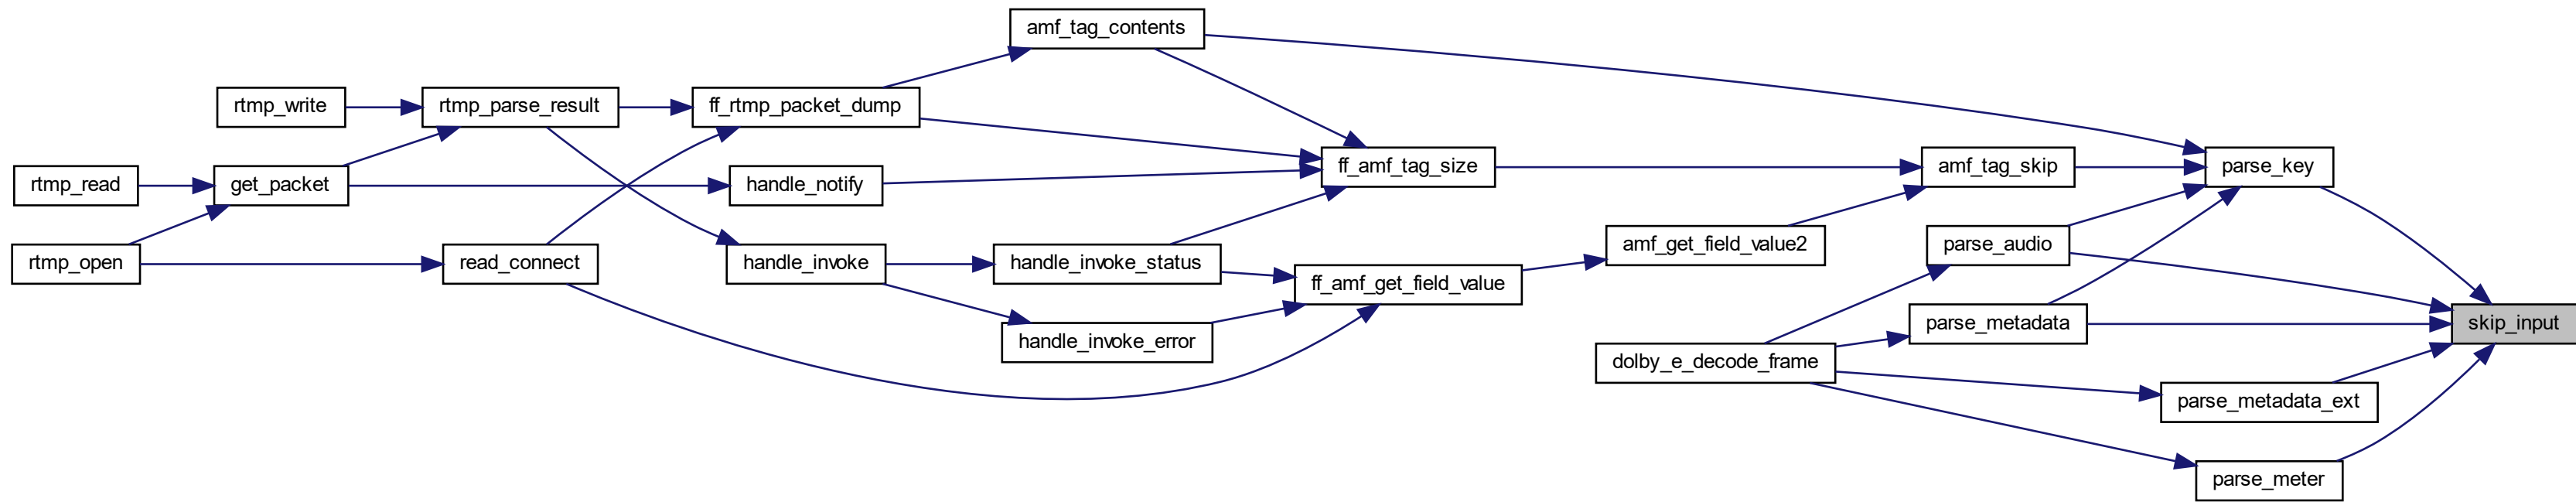 amf_tag_contents
rtmp_write
rtmp_parse_result
ff_rtmp_packet_dump
rtmp_read
get_packet
handle_notify
ff_amf_tag_size
amf_tag_skip
parse_key
rtmp_open
read_connect
handle_invoke
handle_invoke_status
ff_amf_get_field_value
amf_get_field_value2
parse_audio
handle_invoke_error
parse_metadata
skip_input
dolby_e_decode_frame
parse_metadata_ext
parse_meter